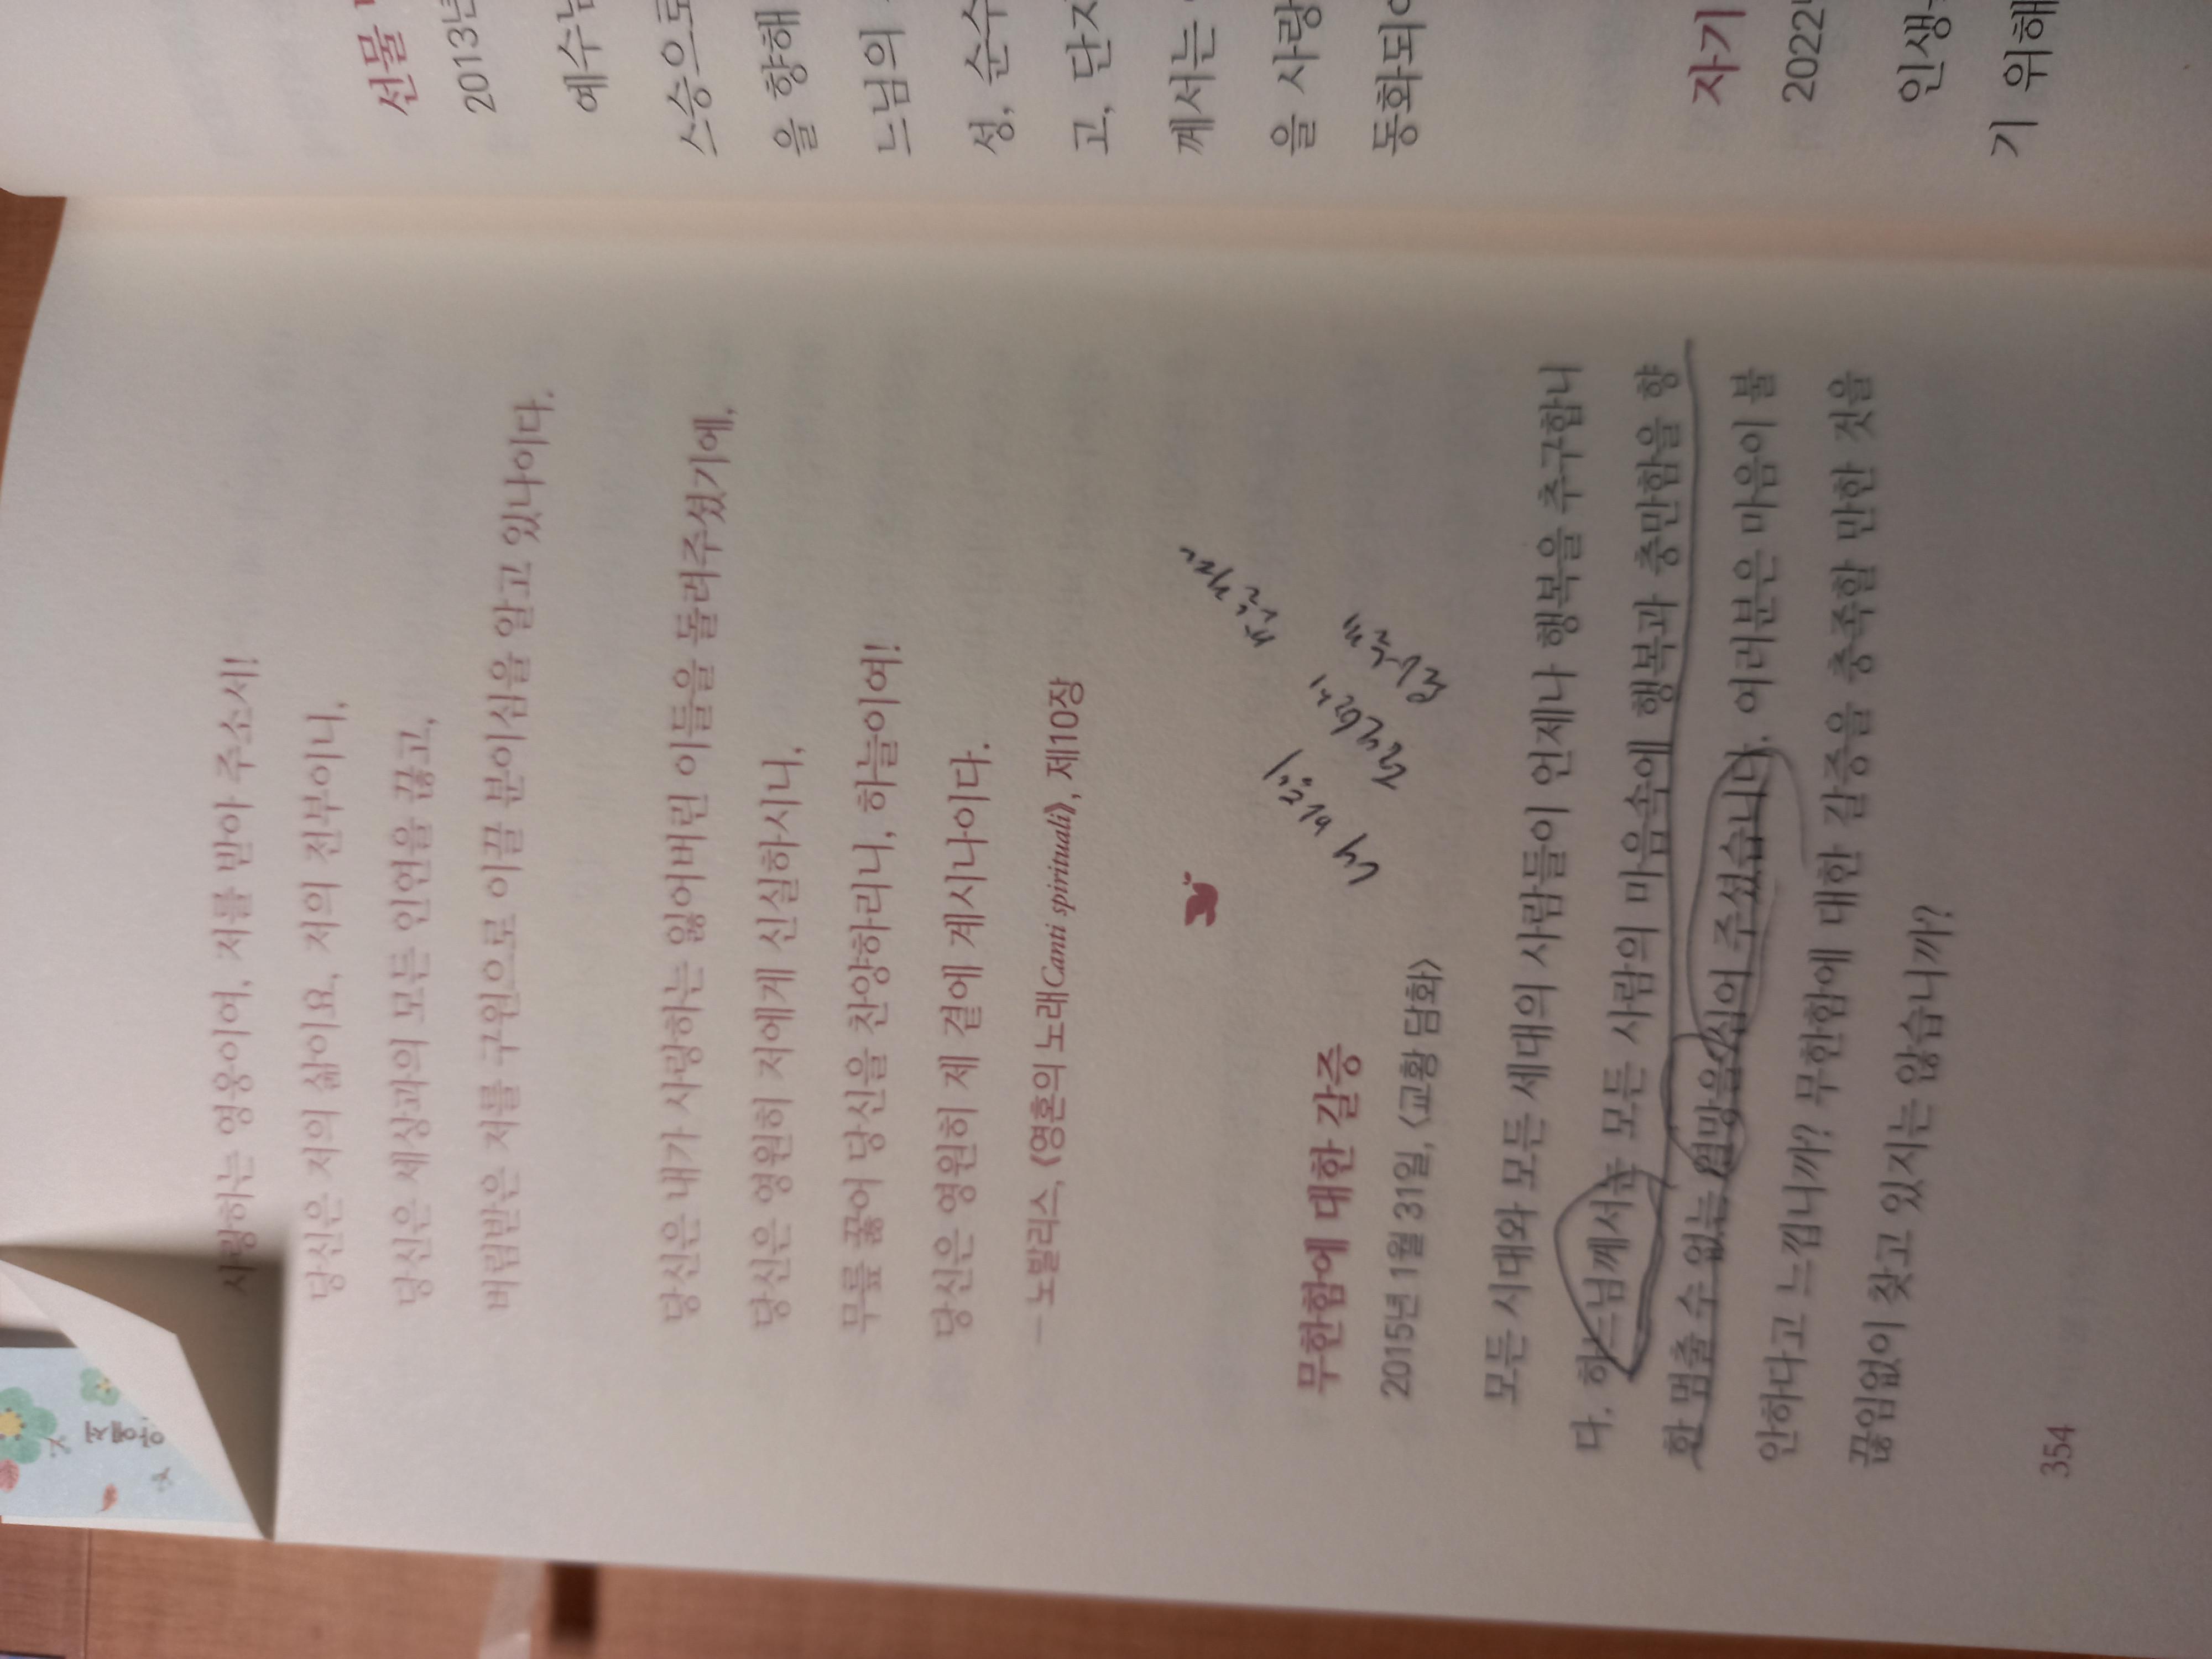 사랑하는 영웅이여, 저를 받아 주소서!
당신은 저의 삶이요, 저의 전부이니,
당신은 세상과의 모든 인연을 끊고,
버림받은 저를 구원으로 이끌 분이심을 알고 있나이다.
당신은 내가 사랑하는 잃어버린 이들을 돌려주셨기에,
당신은 영원히 저에게 신실하시니,
무릎 꿇어 당신을 찬양하리니, 하늘이여!
당신은 영원히 제 곁에 계시나이다.
— 노발리스, 《영혼의 노래Canti spirituali》, 제10장
무한함에 대한 갈증
2015년 1월 31일, 〈교황 담화〉
모든 시대와 모든 세대의 사람들이 언제나 행복을 추구합니
다. 하느님께서는 모든 사람의 마음속에 행복과 충만함을 향
한 멈출 수 없는 열망을 심어 주셨습니다. 여러분은 마음이 불
안하다고 느낍니까? 무한함에 대한 갈증을 충족할 만한 것을
끊임없이 찾고 있지는 않습니까?
354
선물
2013년
예수님
스승으로
을 향해
느님의
성, 순수
고, 단지
께서는
을 사랑
동화되어
자기
2022
인생
기 위해